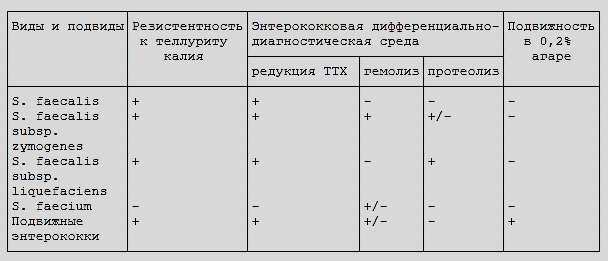 Виды и подвиды Резистентность Энтерококковая дифференциально- Подвижность
к теллуриту диагностическая среда в 0,2%
калия агаре
редукция ТТХ гемолиз протеолиз
S. faecalis + + – – –
S. faecalis + + + +/– –
subsp.
zymogenes
S. faecalis + + – + –
subsp.
liquefaciens
S. faecium – – +/– – –
Подвижные + + +/– – +
энтерококки